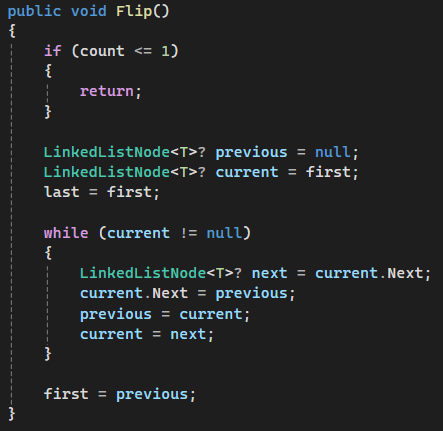 public void Flip()
{
    if (count <= 1)
    {
        return;
    }

    LinkedListNode<T>? previous = null;
    LinkedListNode<T>? current = first;
    last = first;

    while (current != null)
    {
        LinkedListNode<T>? next = current.Next;
        current.Next = previous;
        previous = current;
        current = next;
    }

    first = previous;
}